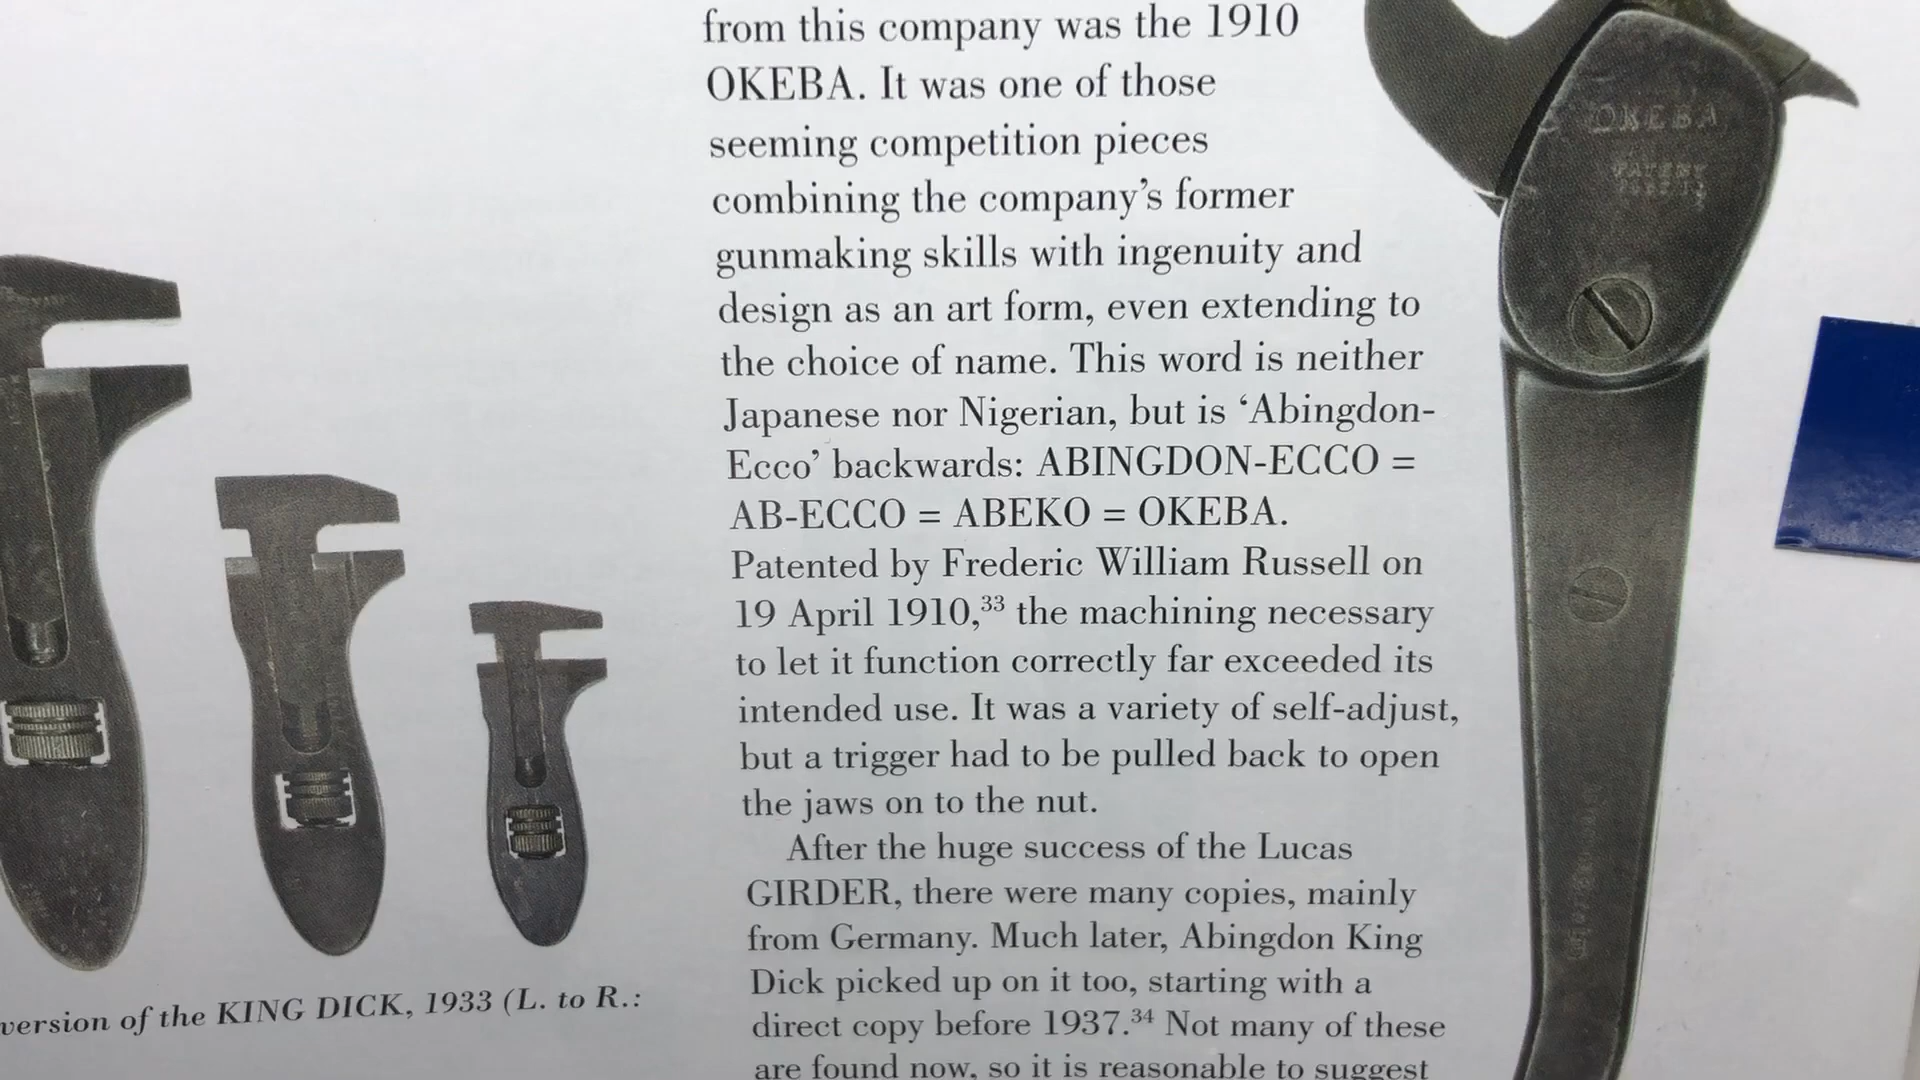 from this company was the 1910
OKEBA. It was one of those
seeming competition pieces
combining the company’s former
gunmaking skills with ingenuity and
design as an art form, even extending to
the choice of name. This word is neither
Japanese nor Nigerian, but is ‘Abingdon-
Ecco’ backwards: ABINGDON-ECCO =
AB-ECCO = ABEKO = OKEBA.
Patented by Frederic William Russell on
19 April 1910,³³ the machining necessary
to let it function correctly far exceeded its
intended use. It was a variety of self-adjust,
but a trigger had to be pulled back to open
the jaws on to the nut.
After the huge success of the Lucas
GIRDER, there were many copies, mainly
from Germany. Much later, Abingdon King
Dick picked up on it too, starting with a
direct copy before 1937.³⁴ Not many of these
are found now, so it is reasonable to suggest
version of the KING DICK, 1933 (L. to R.:
OKEBA
PATENT